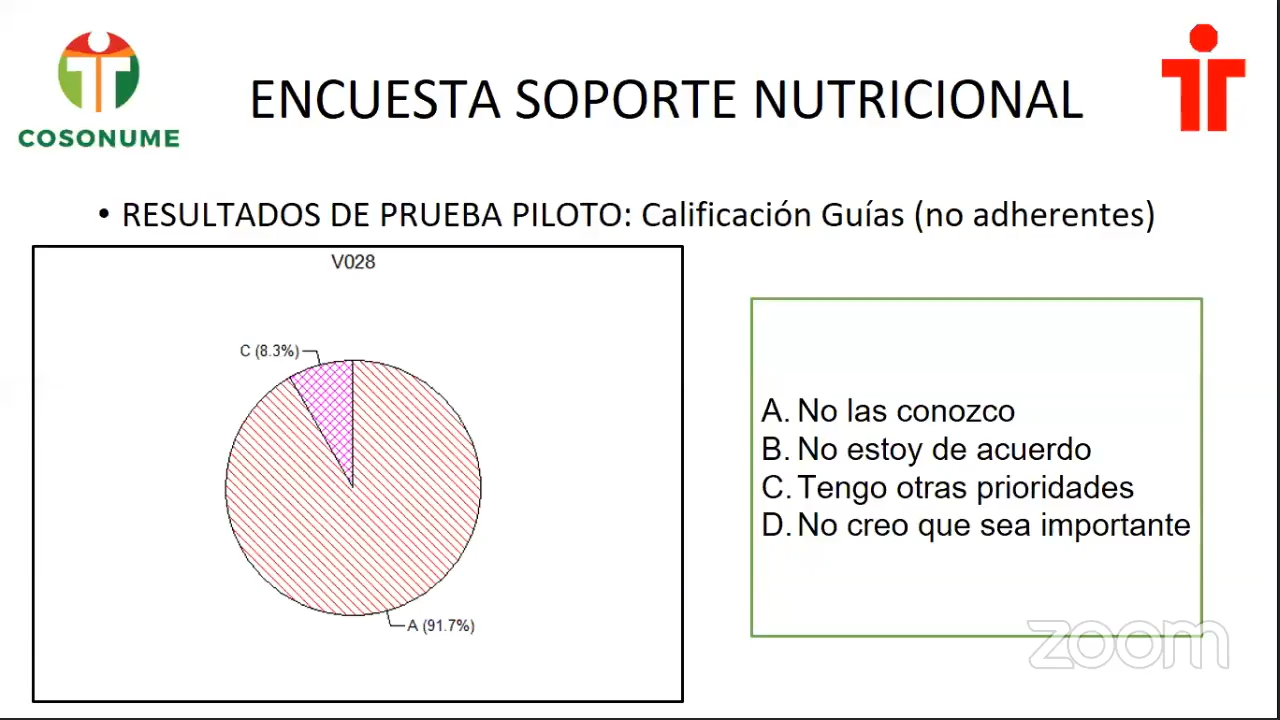 COSONUME
ENCUESTA SOPORTE NUTRICIONAL
• RESULTADOS DE PRUEBA PILOTO: Calificación Guías (no adherentes)
V028
C (8.3%)
A (91.7%)
A. No las conozco
B. No estoy de acuerdo
C. Tengo otras prioridades
D. No creo que sea importante
zoom